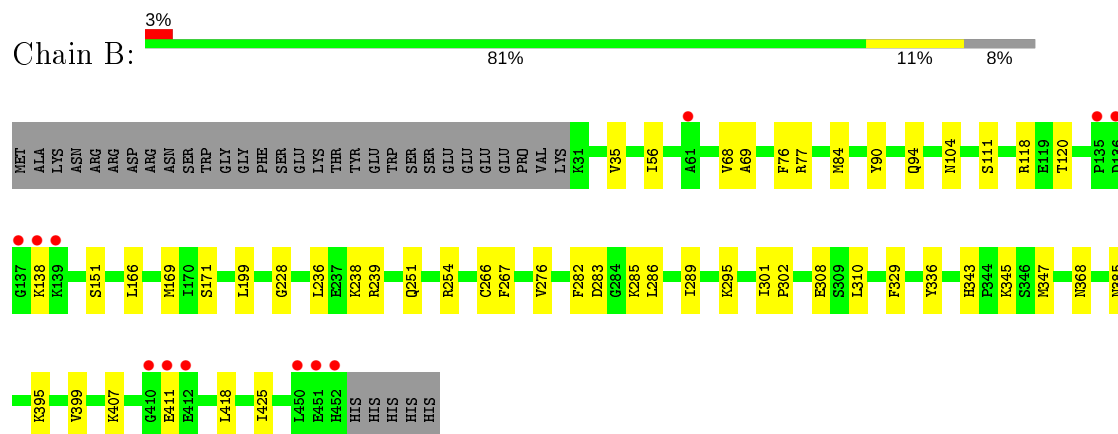 3%
Chain B:
81% 11% 8%
MET ALA LYS ASN ARG ARG ASP ARG ASN SER TRP GLY GLY PHE SER GLU LYS THR TYR GLU TRP SER SER GLU GLU GLU GLU PRO VAL LYS K31 V35 I56 A61 V68 A69 F76 R77 M84 Y90 Q94 N104 S111 R118 E119 T120 P135 D136
G137 K138 K139 S151 L166 M169 I170 S171 L199 G228 L236 E237 K238 R239 Q251 R254 C266 F267 V276 F282 D283 G284 K285 L286 I289 K295 I301 P302 E308 S309 L310 F329 Y336 H343 P344 K345 S346 M347 N368 N385
K395 V399 K407 G410 E411 E412 L418 I425 L450 E451 H452 HIS HIS HIS HIS HIS